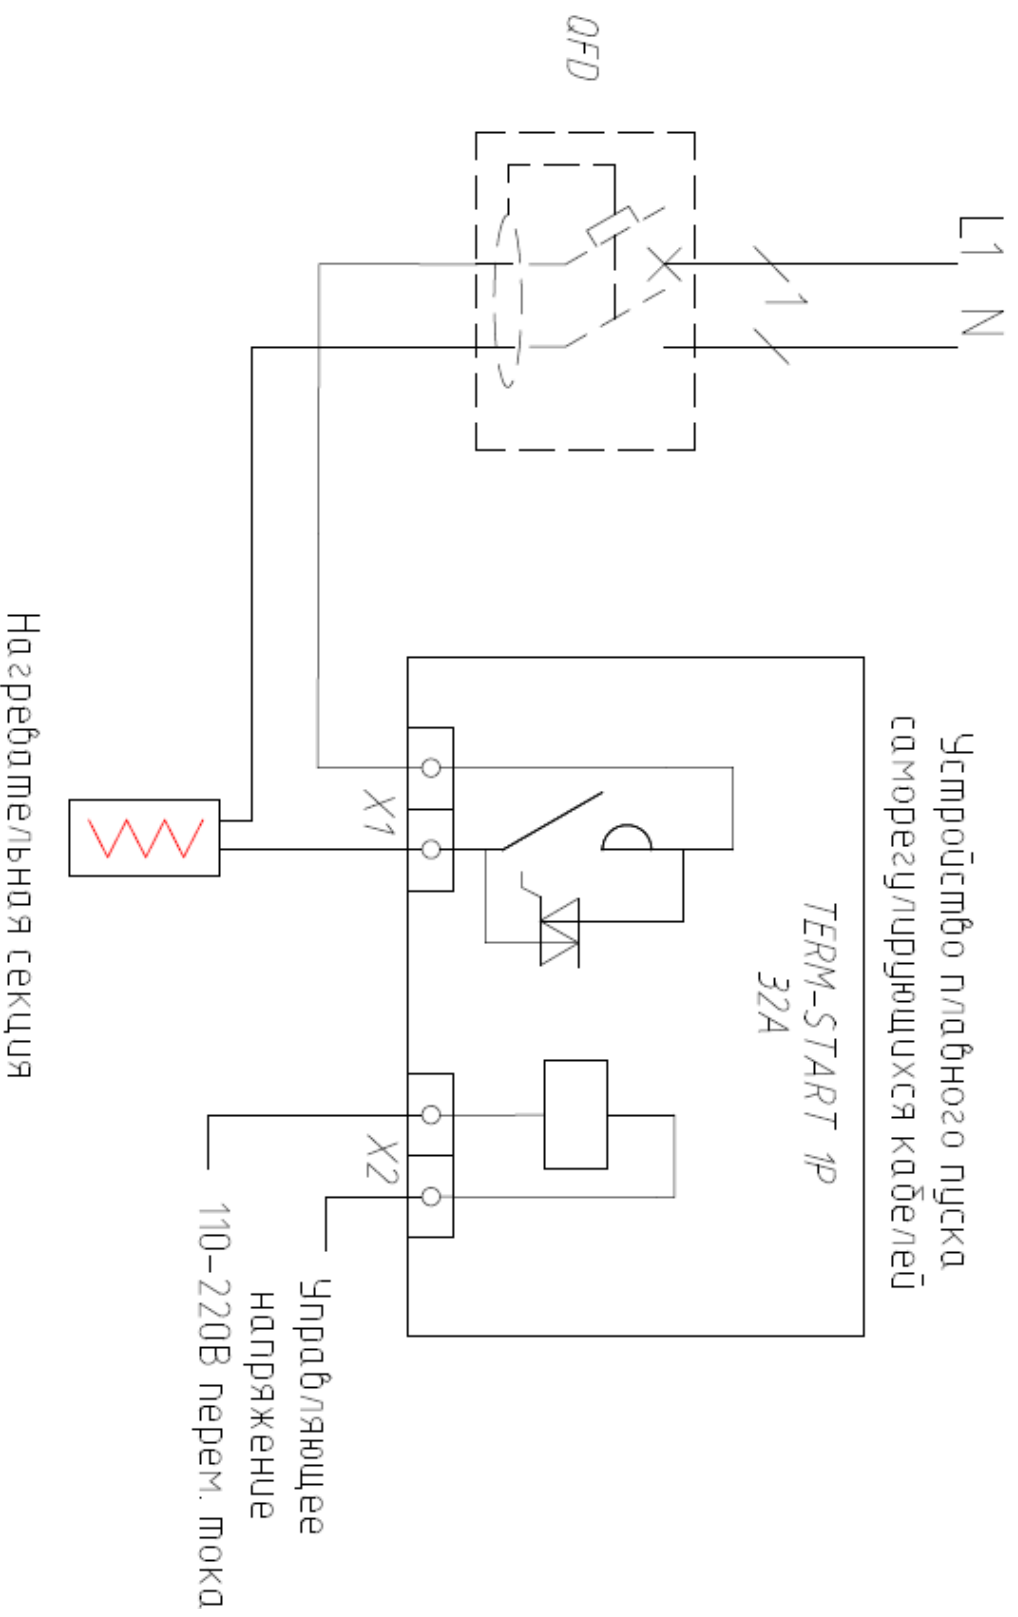 L1
N
1
QFD
Устройство плавного пуска
саморегулирующихся кабелей
TERM-START 1P
32А
X1
X2
Управляющее
напряжение
110-220В перем. тока
Нагревательная секция